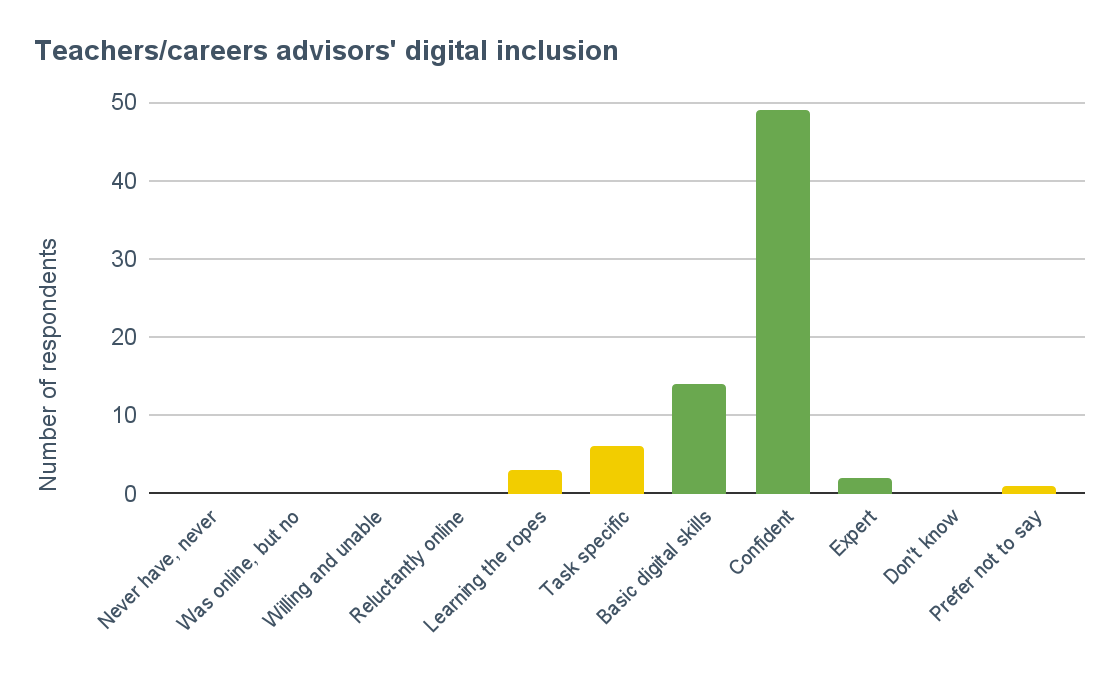 Teachers/careers advisors' digital inclusion
Number of respondents
50
40
30
20
10
0
Never have, never
Was online, but no
Willing and unable
Reluctantly online
Learning the ropes
Task specific
Basic digital skills
Confident
Expert
Don't know
Prefer not to say